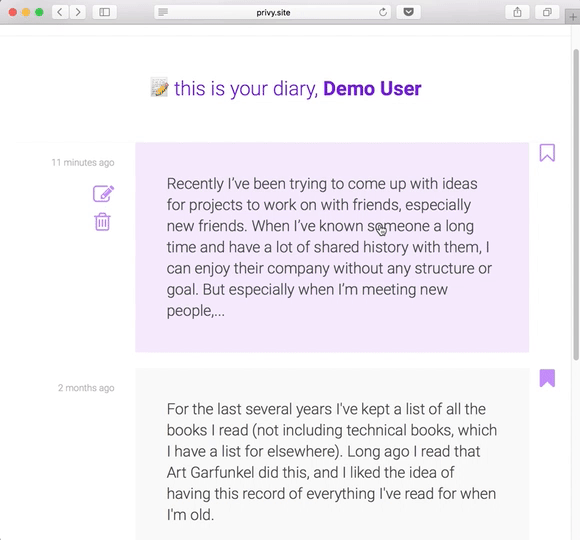 privy.site
this is your diary, Demo User
11 minutes ago
Recently I’ve been trying to come up with ideas
for projects to work on with friends, especially
new friends. When I’ve known someone a long
time and have a lot of shared history with them, I
can enjoy their company without any structure or
goal. But especially when I’m meeting new
people,...
2 months ago
For the last several years I've kept a list of all the
books I read (not including technical books, which
I have a list for elsewhere). Long ago I read that
Art Garfunkel did this, and I liked the idea of
having this record of everything I've read for when
I'm old.